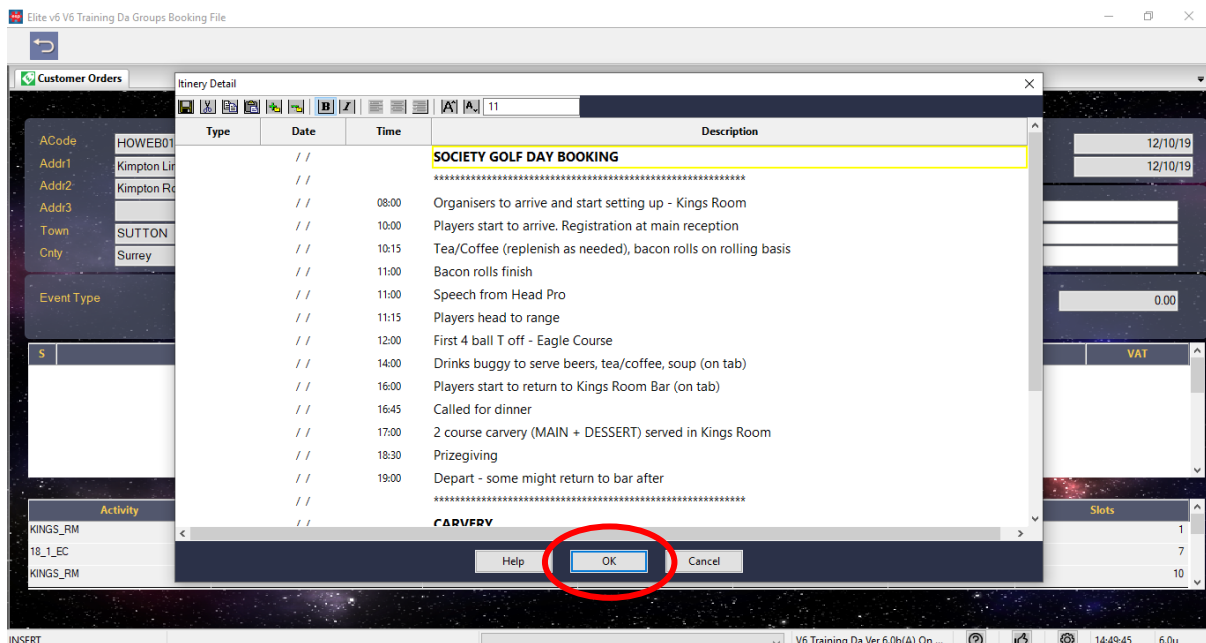 Elite v6 V6 Training Da Groups Booking File
Customer Orders
Itinery Detail
11
Type Date Time Description
/ / SOCIETY GOLF DAY BOOKING
/ / ************************************************************
/ / 08:00 Organisers to arrive and start setting up - Kings Room
/ / 10:00 Players start to arrive. Registration at main reception
/ / 10:15 Tea/Coffee (replenish as needed), bacon rolls on rolling basis
/ / 11:00 Bacon rolls finish
/ / 11:00 Speech from Head Pro
/ / 11:15 Players head to range
/ / 12:00 First 4 ball T off - Eagle Course
/ / 14:00 Drinks buggy to serve beers, tea/coffee, soup (on tab)
/ / 16:00 Players start to return to Kings Room Bar (on tab)
/ / 16:45 Called for dinner
/ / 17:00 2 course carvery (MAIN + DESSERT) served in Kings Room
/ / 18:30 Prizegiving
/ / 19:00 Depart - some might return to bar after
/ / ************************************************************
/ / CARVERY
Help OK Cancel
ACode HOWEB01
Addr1 Kimpton Lin
Addr2 Kimpton Ro
Addr3
Town SUTTON
Cnty Surrey
12/10/19
12/10/19
Event Type
0.00
S VAT
Activity Slots
KINGS_RM 1
18_1_EC 7
KINGS_RM 10
INSERT V6 Training Da Ver 6.0b(A) On ... 14:49:45 6.0u